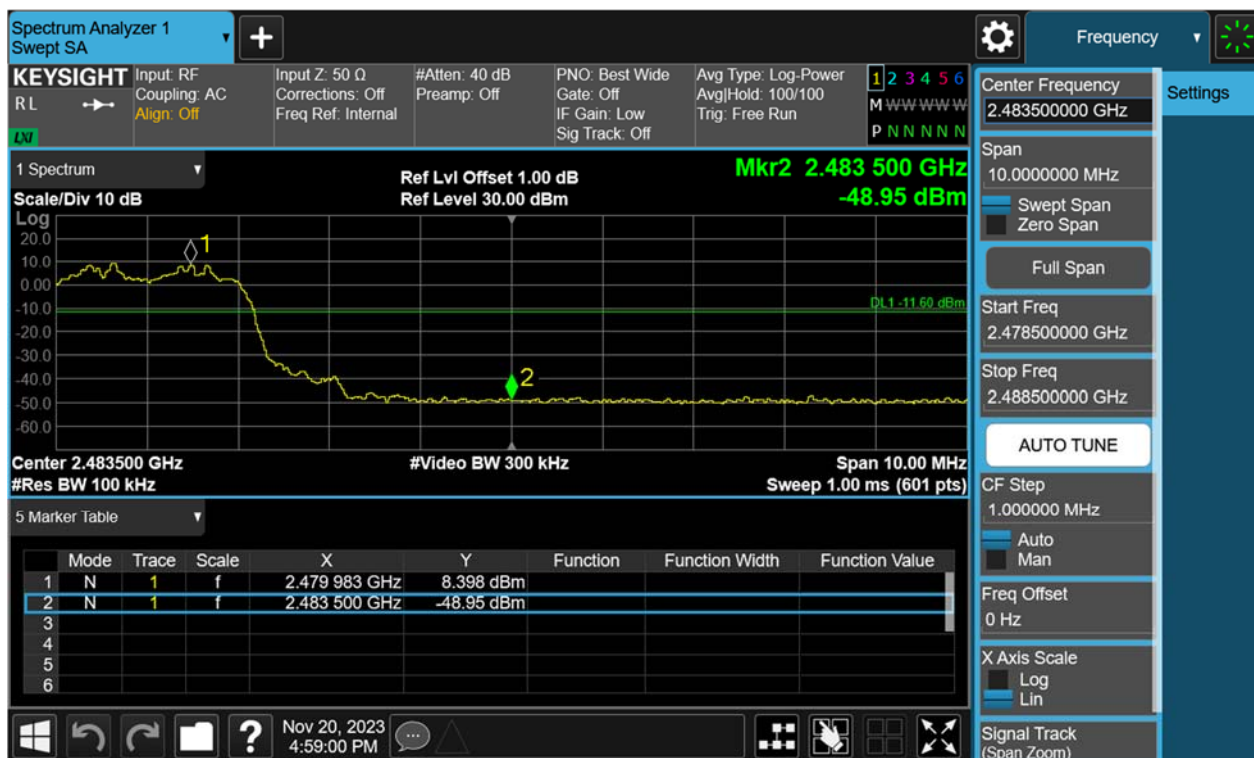 Spectrum Analyzer 1
Swept SA
+
Frequency
KEYSIGHT
R L
LXI
Input: RF
Coupling: AC
Align: Off
Input Z: 50 Ω
Corrections: Off
Freq Ref: Internal
#Atten: 40 dB
Preamp: Off
PNO: Best Wide
Gate: Off
IF Gain: Low
Sig Track: Off
Avg Type: Log-Power
Avg|Hold: 100/100
Trig: Free Run
1 2 3 4 5 6
M W W W W W
P N N N N N
1 Spectrum
Scale/Div 10 dB
Ref Lvl Offset 1.00 dB
Ref Level 30.00 dBm
Mkr2 2.483 500 GHz
-48.95 dBm
Log
20.0
10.0
0.00
-10.0
-20.0
-30.0
-40.0
-50.0
-60.0
1
2
DL1 -11.60 dBm
Center 2.483500 GHz
#Res BW 100 kHz
#Video BW 300 kHz
Span 10.00 MHz
Sweep 1.00 ms (601 pts)
5 Marker Table
Mode Trace Scale X Y Function Function Width Function Value
1 N 1 f 2.479 983 GHz 8.398 dBm
2 N 1 f 2.483 500 GHz -48.95 dBm
3
4
5
6
?
Nov 20, 2023
4:59:00 PM
Center Frequency
2.483500000 GHz
Span
10.0000000 MHz
Swept Span
Zero Span
Full Span
Start Freq
2.478500000 GHz
Stop Freq
2.488500000 GHz
AUTO TUNE
CF Step
1.000000 MHz
Auto
Man
Freq Offset
0 Hz
X Axis Scale
Log
Lin
Signal Track
(Span Zoom)
Settings